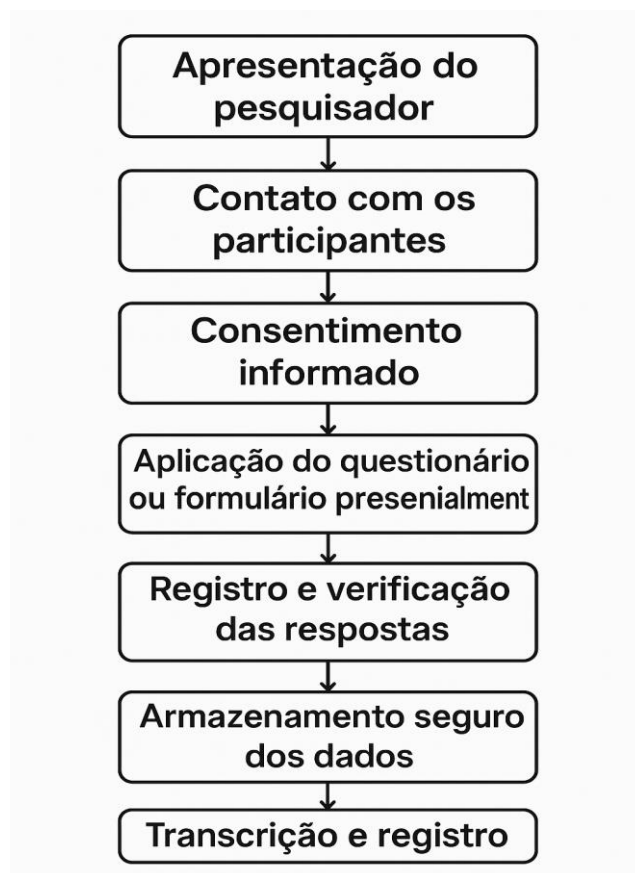 Apresentação do
pesquisador
Contato com os
participantes
Consentimento
informado
Aplicação do questionário
ou formulário presenialment
Registro e verificação
das respostas
Armazenamento seguro
dos dados
Transcrição e registro